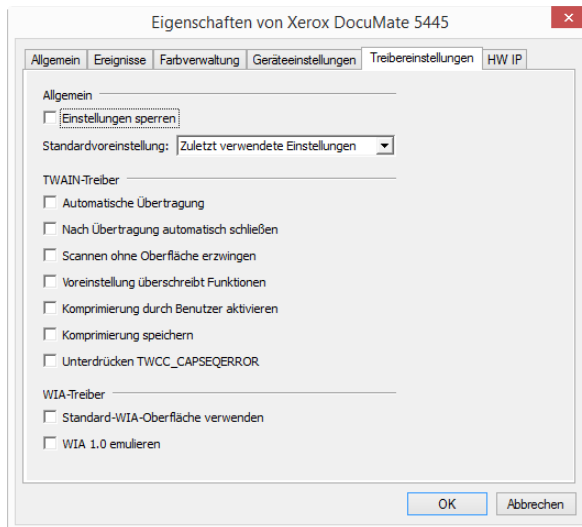 Eigenschaften von Xerox DocuMate 5445
Allgemein Ereignisse Farbverwaltung Geräteeinstellungen Treibereinstellungen HW IP
Allgemein
Einstellungen sperren
Standardvoreinstellung: Zuletzt verwendete Einstellungen
TWAIN-Treiber
Automatische Übertragung
Nach Übertragung automatisch schließen
Scannen ohne Oberfläche erzwingen
Voreinstellung überschreibt Funktionen
Komprimierung durch Benutzer aktivieren
Komprimierung speichern
Unterdrücken TWCC_CAPSEQERROR
WIA-Treiber
Standard-WIA-Oberfläche verwenden
WIA 1.0 emulieren
OK Abbrechen